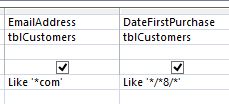 EmailAddress DateFirstPurchase
tblCustomers tblCustomers
Like '*com' Like '*/*8/*'